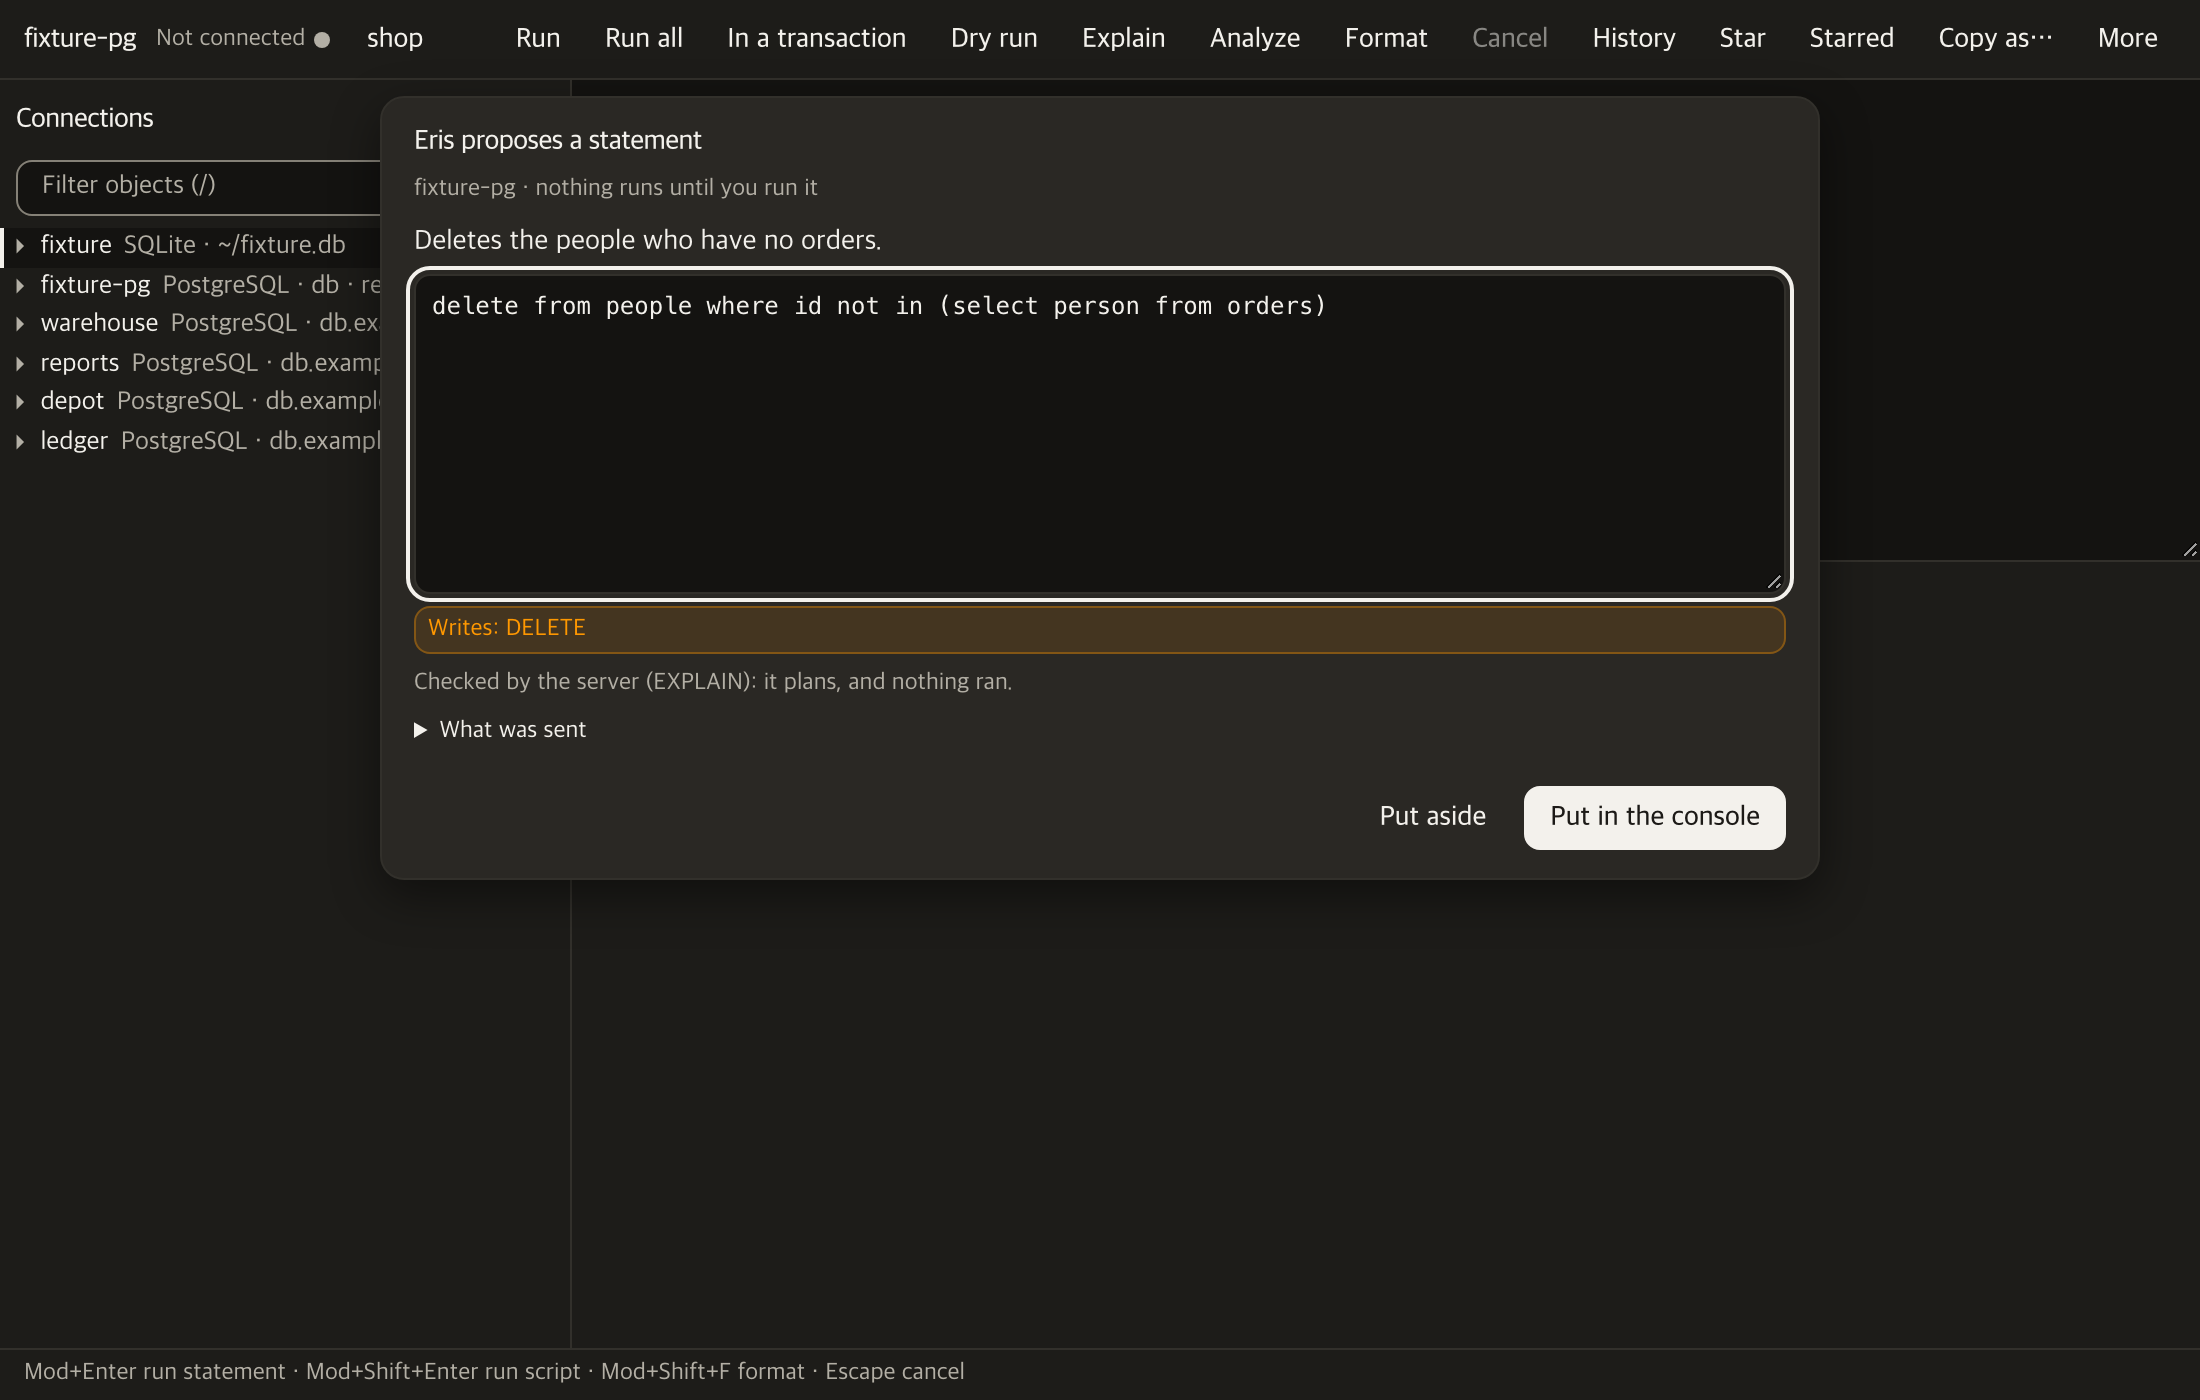 fixture-pg Not connected shop Run Run all In a transaction Dry run Explain Analyze Format Cancel History Star Starred Copy as… More
Connections
Filter objects (/)
fixture SQLite · ~/fixture.db
fixture-pg PostgreSQL · db · re
warehouse PostgreSQL · db.ex
reports PostgreSQL · db.examp
depot PostgreSQL · db.example
ledger PostgreSQL · db.exampl
Eris proposes a statement
fixture-pg · nothing runs until you run it
Deletes the people who have no orders.
delete from people where id not in (select person from orders)
Writes: DELETE
Checked by the server (EXPLAIN): it plans, and nothing ran.
What was sent
Put aside Put in the console
Mod+Enter run statement · Mod+Shift+Enter run script · Mod+Shift+F format · Escape cancel